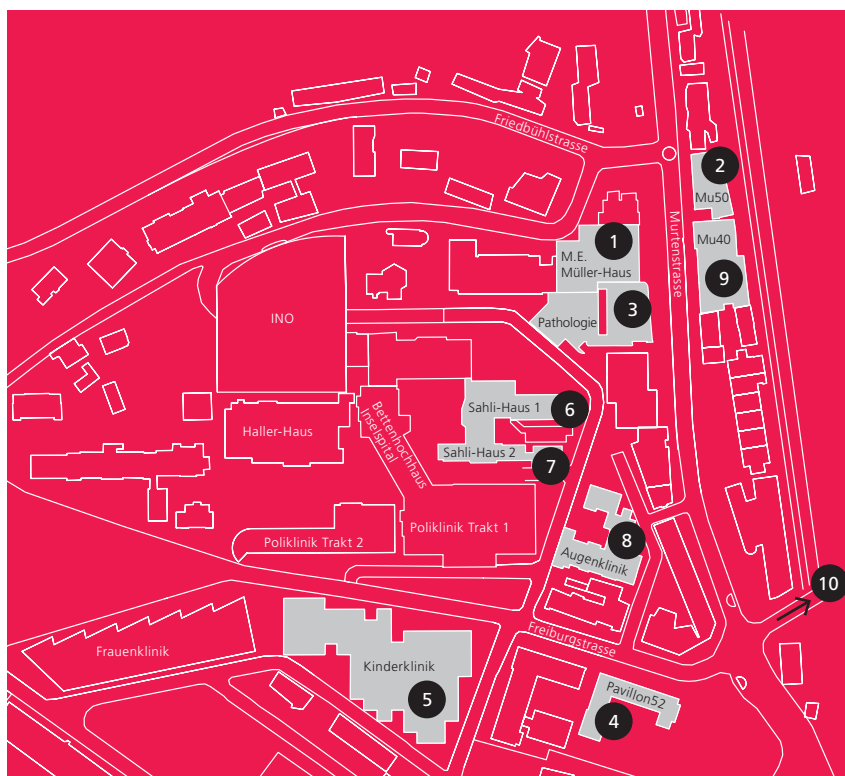 Friedbühlstrasse
2
Mu50
Murtenstrasse
1
M.E.
Müller-Haus
Mu40
9
INO
Pathologie
3
Bettenhochhaus
Inselspital
Sahli-Haus 1
6
Haller-Haus
Sahli-Haus 2
7
Poliklinik Trakt 1
Poliklinik Trakt 2
8
Augenklinik
10
Freiburgstrasse
Frauenklinik
Kinderklinik
5
Pavillon52
4